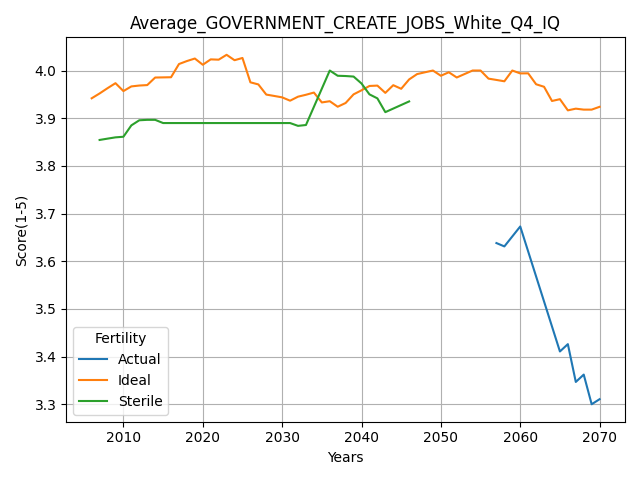 Average_GOVERNMENT_CREATE_JOBS_White_Q4_IQ
Score(1-5)
4.0
3.9
3.8
3.7
3.6
3.5
3.4
3.3
Fertility
Actual
Ideal
Sterile
2010 2020 2030 2040 2050 2060 2070
Years